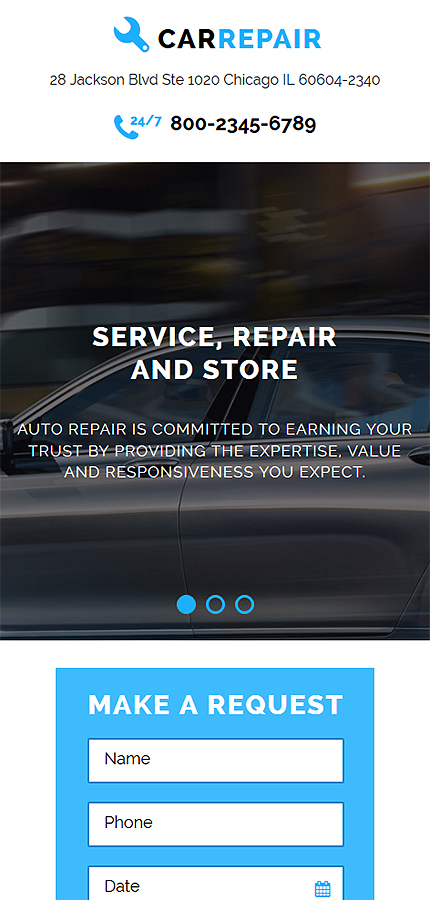 CARREPAIR
28 Jackson Blvd Ste 1020 Chicago IL 60604-2340
24/7 800-2345-6789
SERVICE, REPAIR
AND STORE
AUTO REPAIR IS COMMITTED TO EARNING YOUR
TRUST BY PROVIDING THE EXPERTISE, VALUE
AND RESPONSIVENESS YOU EXPECT.
MAKE A REQUEST
Name
Phone
Date